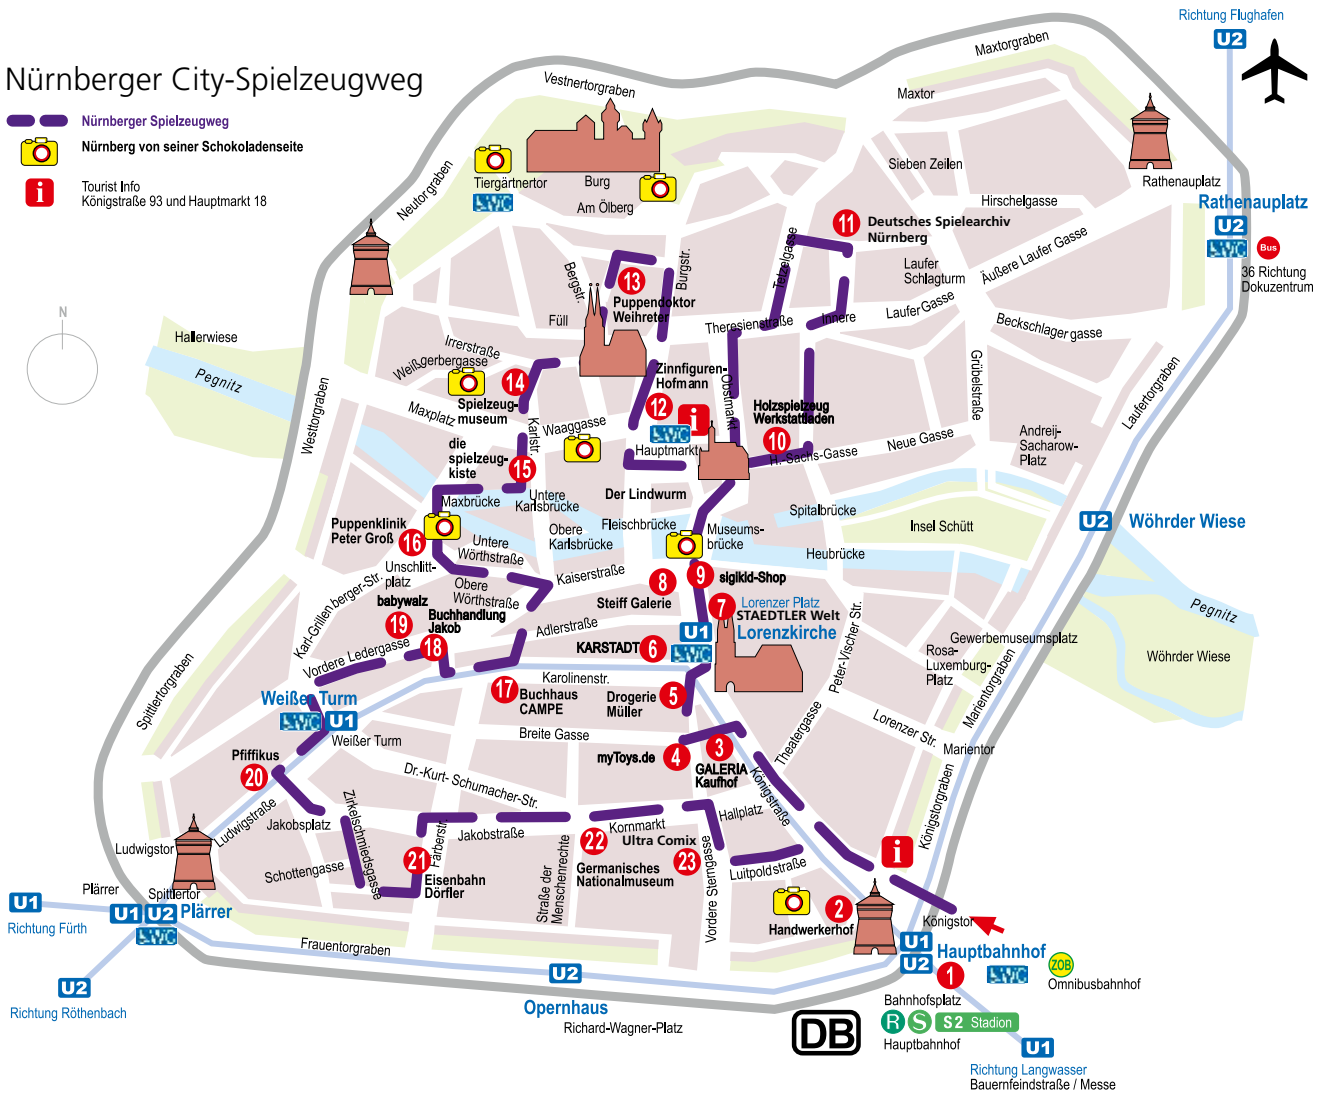 Nürnberger City-Spielzeugweg
Nürnberger Spielzeugweg
Nürnberg von seiner Schokoladenseite
i
Tourist Info
Königstraße 93 und Hauptmarkt 18
N
Richtung Flughafen
U2
Maxtorgraben
Vestnertorgraben
Maxtor
Neutorgraben
Tiergärtnertor
WC
Burg
Am Ölberg
Sieben Zeilen
Hirschelgasse
Rathenauplatz
Rathenauplatz
U2
WC
Bus
36 Richtung
Dokuzentrum
11
Deutsches Spielearchiv
Nürnberg
Tetzelgasse
Laufer
Schlagturm
Äußere Laufer Gasse
Burgstr.
Bergstr.
13
Puppendoktor
Weihreter
Füll
Theresienstraße
Innere
Laufer Gasse
Beckschlager gasse
Hallerwiese
Pegnitz
Irrerstraße
Weißgerbergasse
14
Spielzeug-
museum
Maxplatz
Karlstr.
Waaggasse
Zinnfiguren-
Hofmann
12
i
WC
Hauptmarkt
Obstmarkt
Holzspielzeug
Werkstattladen
10
H.-Sachs-Gasse
Neue Gasse
Grübelstraße
Andreij-
Sacharow-
Platz
Laufertorgraben
Westtorgraben
die
spielzeug-
kiste
15
Maxbrücke
Untere
Karlsbrücke
Der Lindwurm
Fleischbrücke
Obere
Karlsbrücke
Museums-
brücke
Spitalbrücke
Heubrücke
Insel Schütt
U2
Wöhrder Wiese
Puppenklinik
Peter Groß
16
Unschlitt-
platz
Untere
Wörthstraße
Obere
Wörthstraße
Kaiserstraße
8
Steiff Galerie
9
sigikid-Shop
7
Lorenzer Platz
STAEDTLER Welt
U1
Lorenzkirche
WC
Pegnitz
Wöhrder Wiese
Gewerbemuseumsplatz
Rosa-
Luxemburg-
Platz
Peter-Vischer Str.
Marientorgraben
Karl-Grillen berger-Str.
babywalz
19
Buchhandlung
Jakob
18
Vordere Ledergasse
Adlerstraße
KARSTADT
6
Karolinenstr.
17
Buchhaus
CAMPE
Drogerie
Müller
5
Spittlertorgraben
Weißer Turm
WC
U1
Weißer Turm
Breite Gasse
myToys.de
4
3
GALERIA
Kaufhof
Theatergasse
Lorenzer Str.
Marientor
Königstraße
Pfiffikus
20
Dr.-Kurt- Schumacher-Str.
Ludwigstraße
Jakobsplatz
Zirkelschmiedsgasse
Färberstr.
Jakobstraße
Kornmarkt
Hallplatz
22
Ultra Comix
23
Germanisches
Nationalmuseum
Luitpoldstraße
Königstorgraben
i
Ludwigstor
Schottengasse
21
Eisenbahn
Dörfler
Straße der
Menschenrechte
Vordere Sterngasse
2
Handwerkerhof
Königstor
Plärrer
Spittlertor
U1
Richtung Fürth
U1
U2
Plärrer
WC
Frauentorgraben
U1
U2
Hauptbahnhof
1
WC
ZOB
Omnibusbahnhof
U2
Richtung Röthenbach
U2
Opernhaus
Richard-Wagner-Platz
DB
Bahnhofsplatz
R
S
S2 Stadion
Hauptbahnhof
U1
Richtung Langwasser
Bauernfeindstraße / Messe